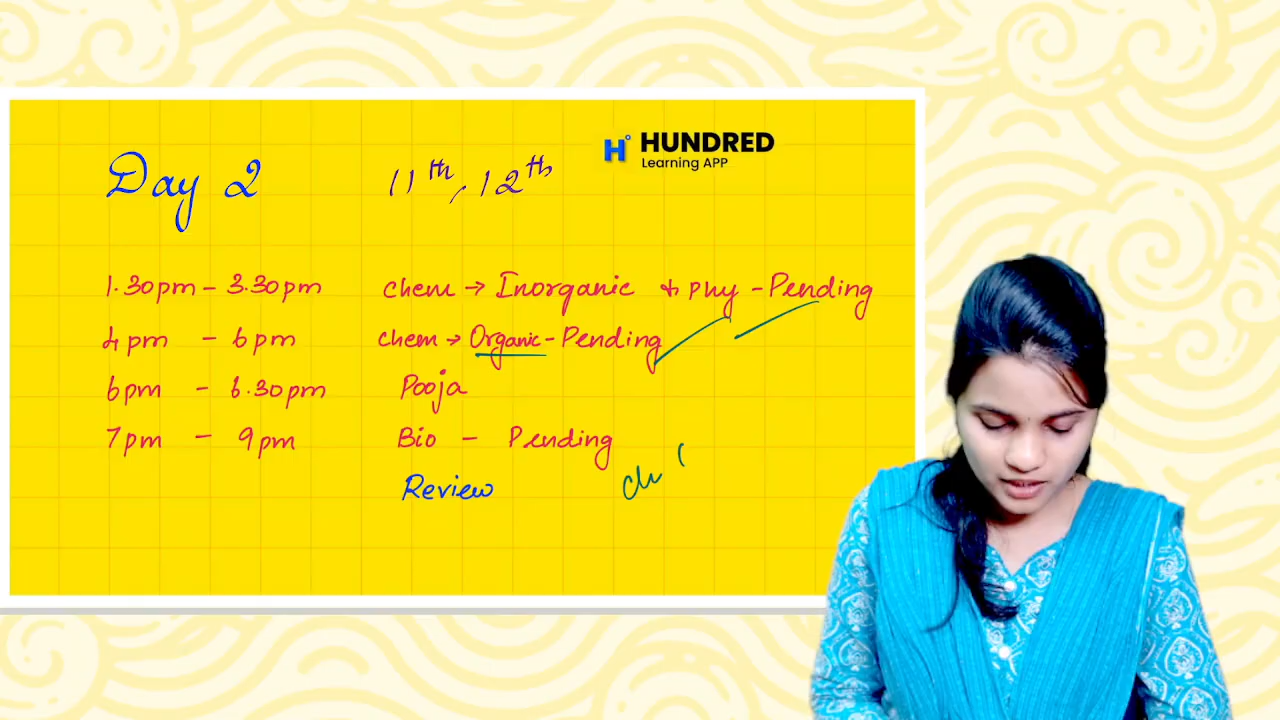 Day 2 11th, 12th
H° HUNDRED
Learning APP
1.30pm - 3.30pm chem → Inorganic & Phy - Pending
4pm - 6pm chem → Organic - Pending
6pm - 6.30pm Pooja
7pm - 9pm Bio - Pending
Review